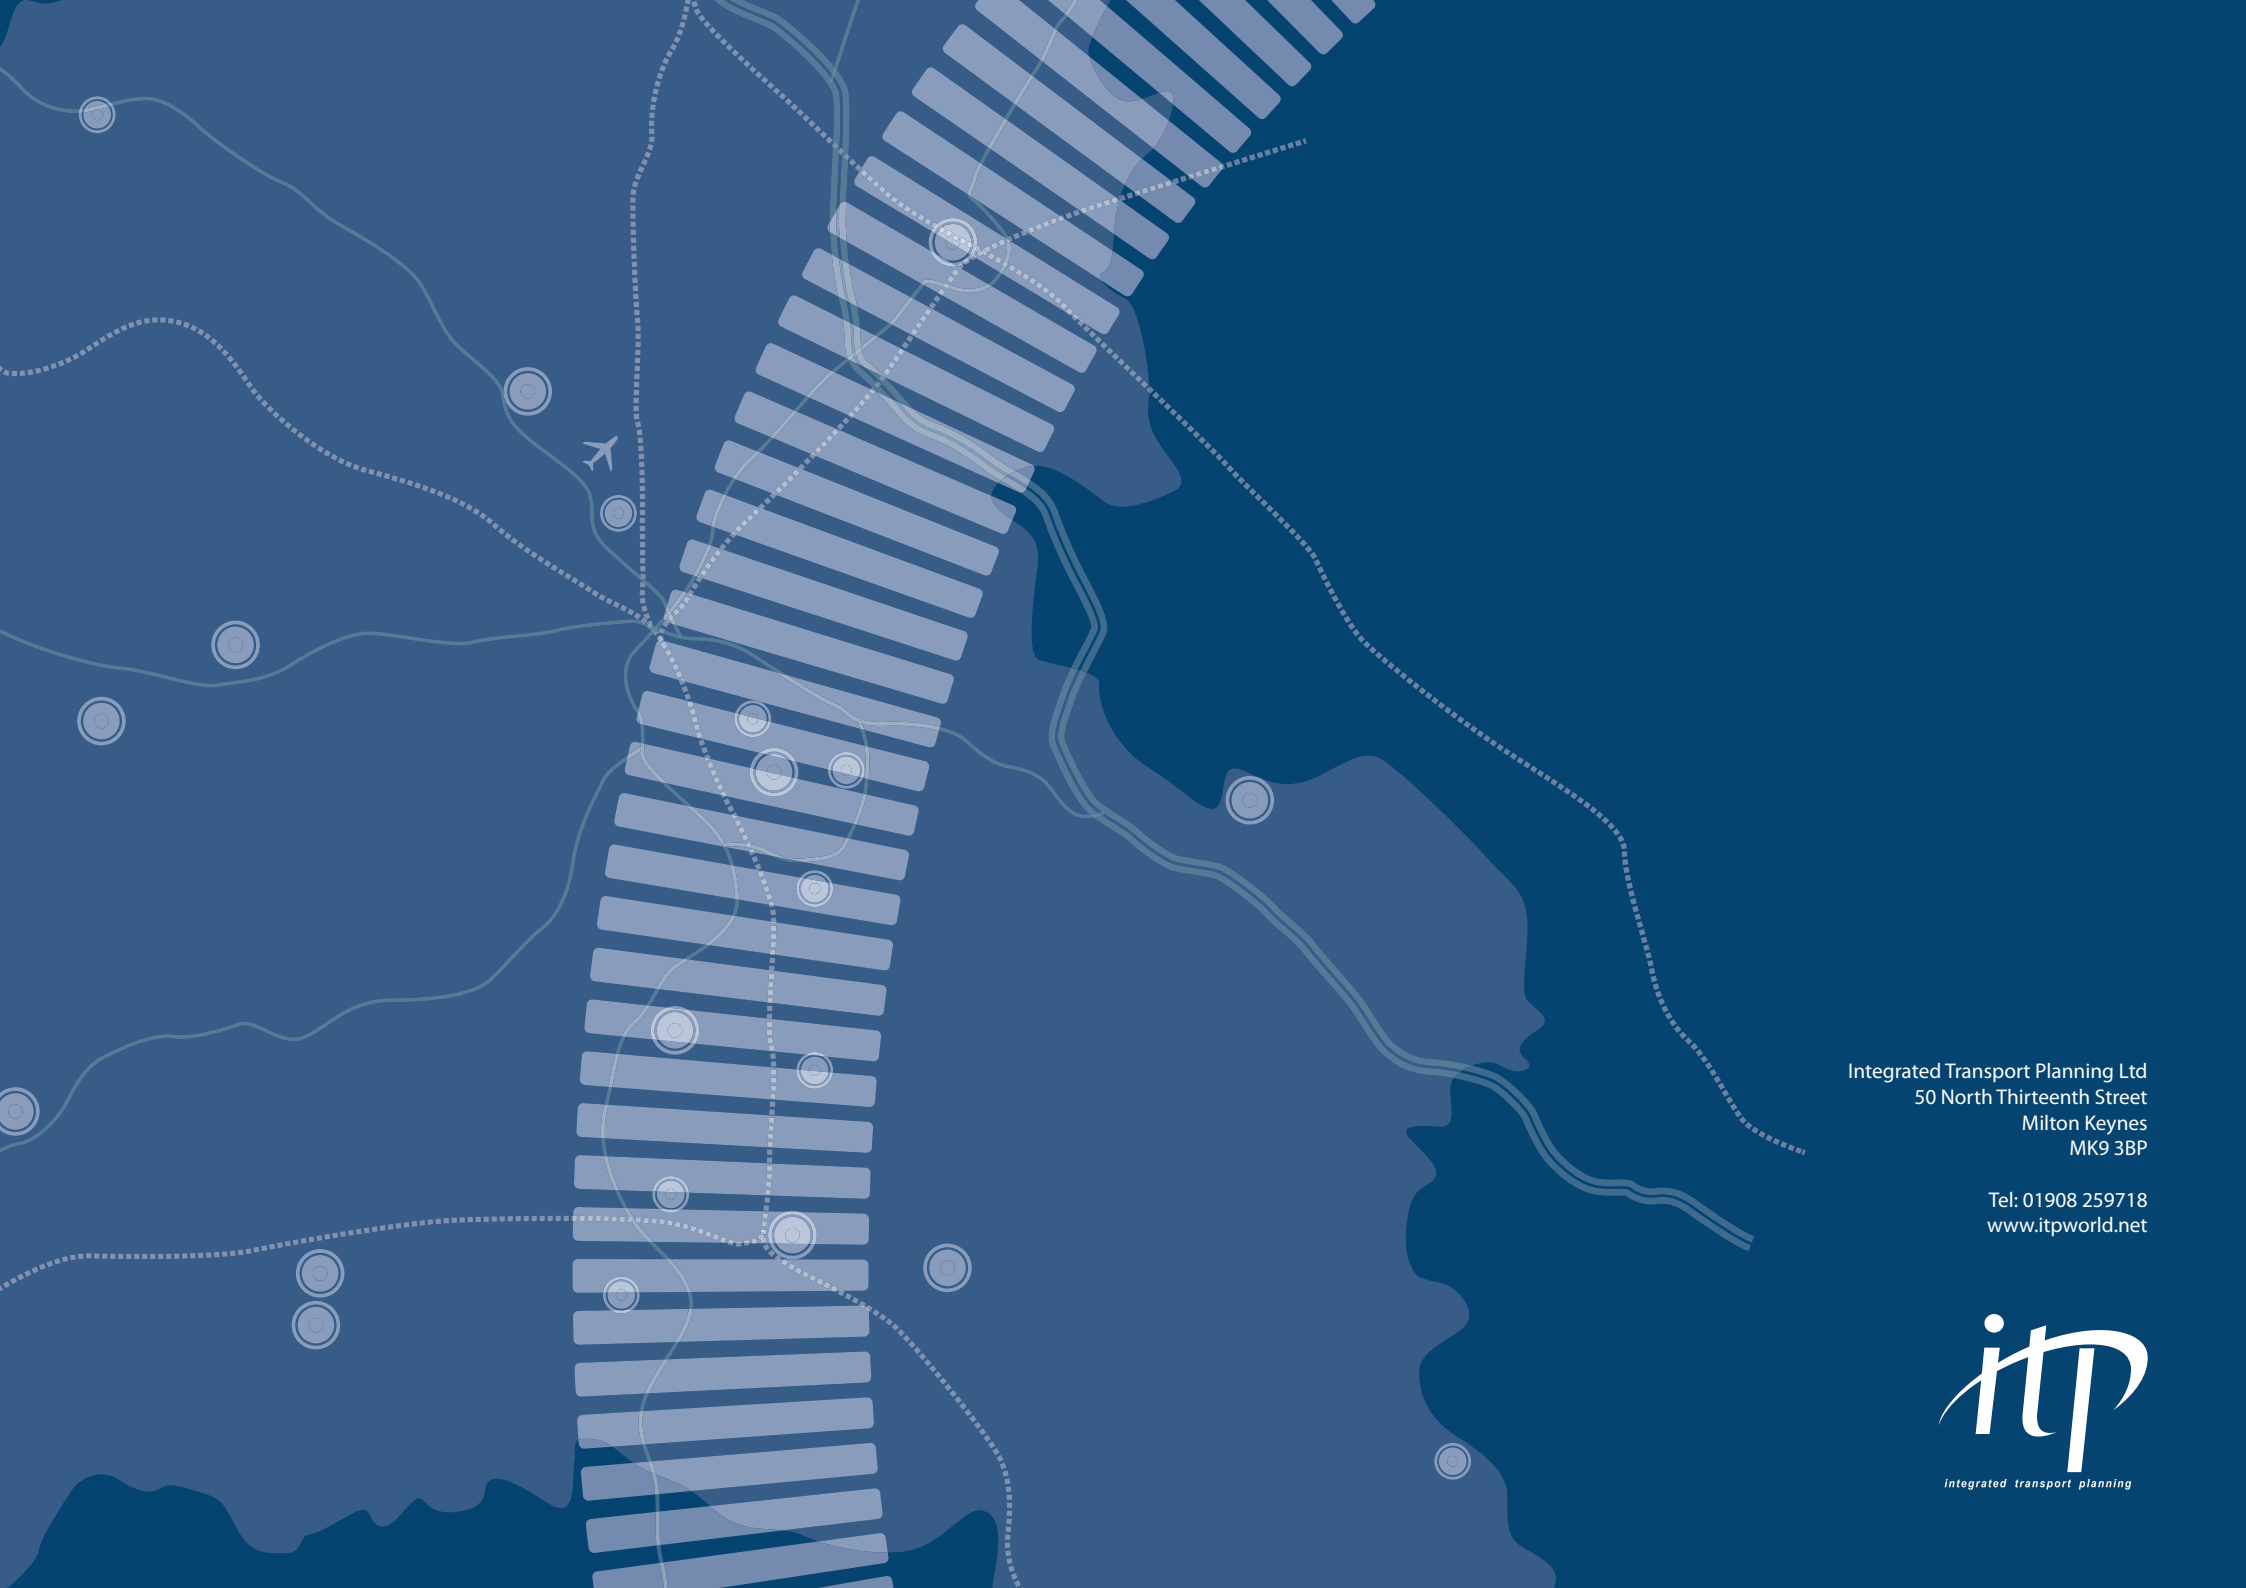 Integrated Transport Planning Ltd
50 North Thirteenth Street
Milton Keynes
MK9 3BP
Tel: 01908 259718
www.itpworld.net
itp
integrated transport planning